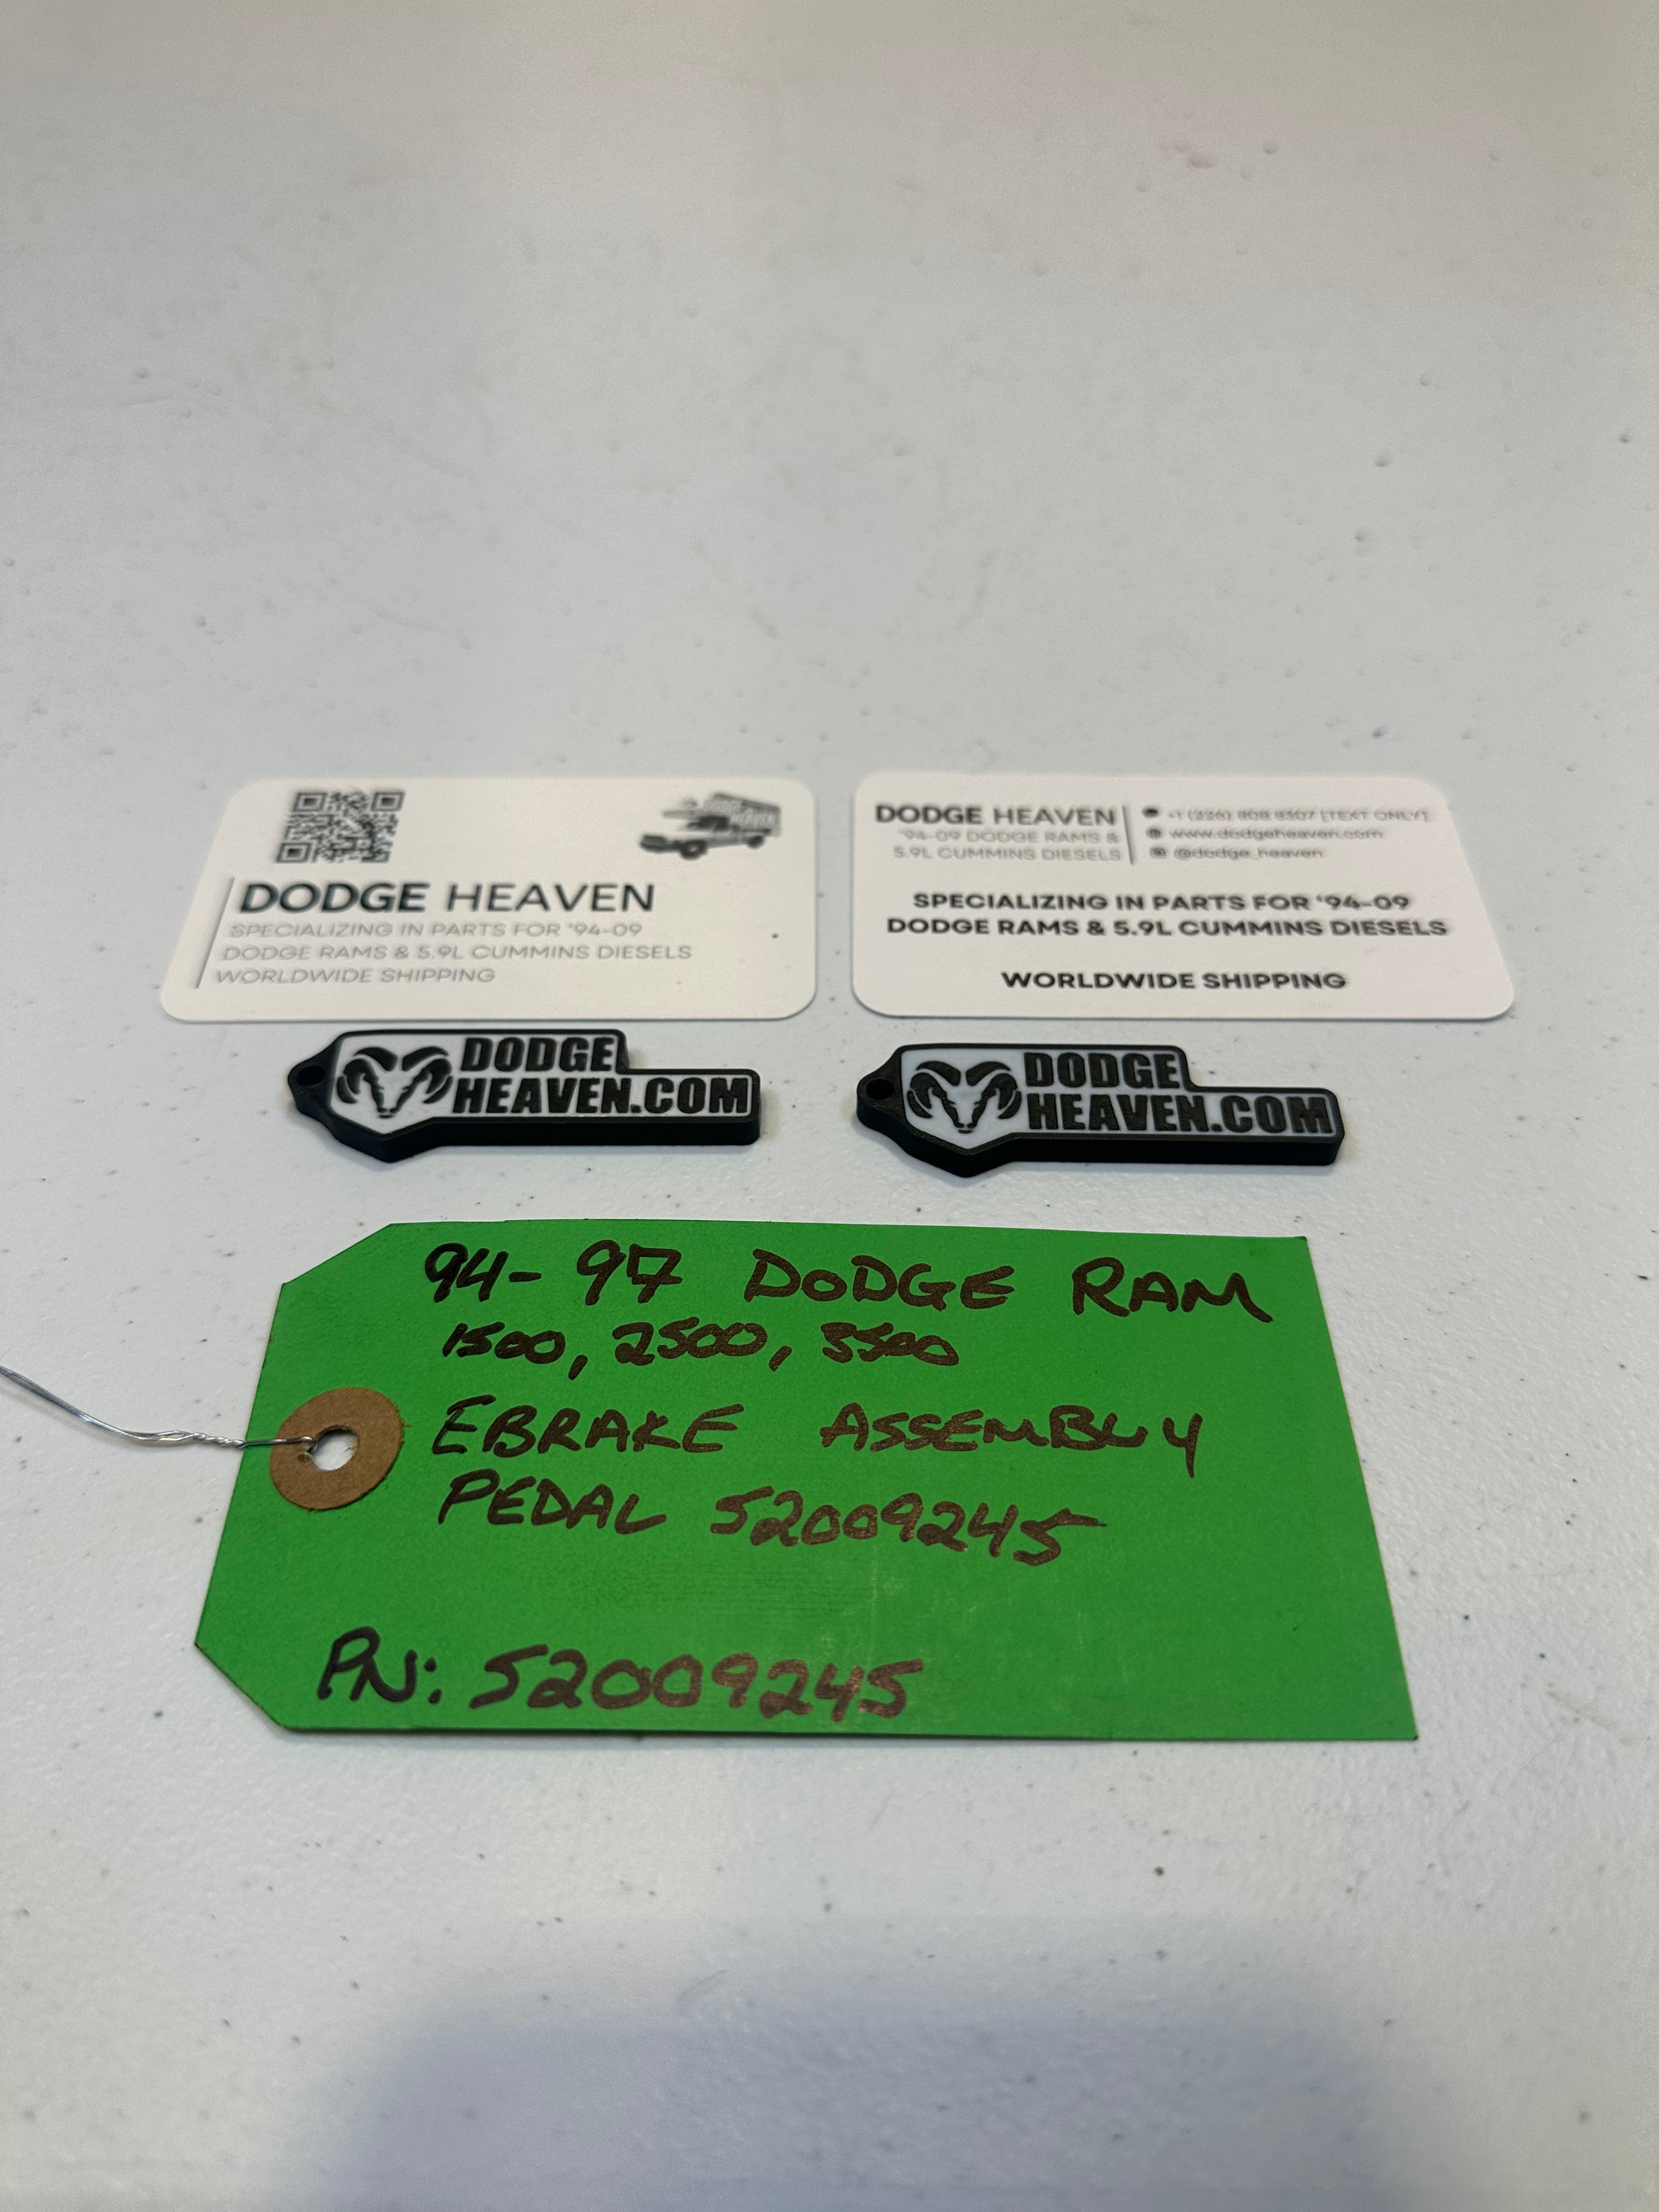 DODGE HEAVEN
SPECIALIZING IN PARTS FOR '94-09
DODGE RAMS & 5.9L CUMMINS DIESELS
WORLDWIDE SHIPPING
DODGE HEAVEN
'94-09 DODGE RAMS &
5.9L CUMMINS DIESELS
[TEXT ONLY]
www.dodgeheaven.com
@dodge_heaven
SPECIALIZING IN PARTS FOR '94-09
DODGE RAMS & 5.9L CUMMINS DIESELS
WORLDWIDE SHIPPING
DODGE
HEAVEN.COM
DODGE
HEAVEN.COM
94-97 DODGE RAM
1500, 2500, 3500
EBRAKE ASSEMBLY
PEDAL 52009245
PN: 52009245